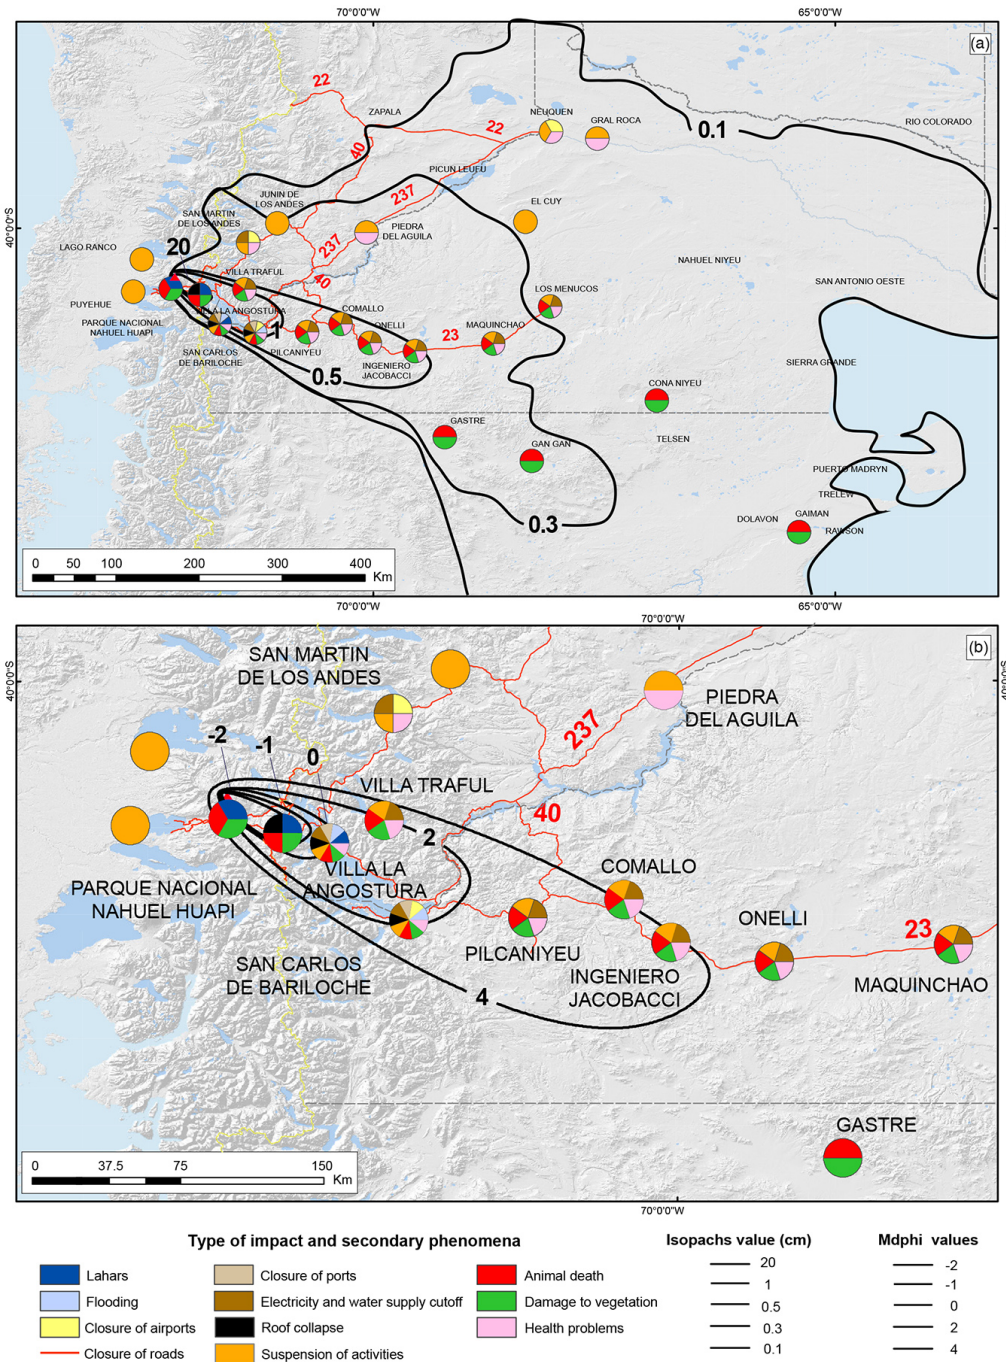 70°0'0"W
65°0'0"W
(a)
22
ZAPALA
NEUQUEN
GRAL ROCA
0.1
RIO COLORADO
22
40
PICUN LEUFU
JUNIN DE
LOS ANDES
237
EL CUY
SAN MARTIN
DE LOS ANDES
PIEDRA
DEL AGUILA
40°0'0"S
LAGO RANCO
20
237
NAHUEL NIYEU
VILLA TRAFUL
40
LOS MENUCOS
SAN ANTONIO OESTE
PUYEHUE
VILLA LA ANGOSTURA
COMALLO
PARQUE NACIONAL
NAHUEL HUAPI
1
ONELLI
23
MAQUINCHAO
SAN CARLOS
DE BARILOCHE
PILCANIYEU
INGENIERO
JACOBACCI
SIERRA GRANDE
0.5
CONA NIYEU
GASTRE
GAN GAN
TELSEN
PUERTO MADRYN
TRELEW
0.3
DOLAVON
GAIMAN
RAWSON
0 50 100 200 300 400
Km
70°0'0"W
65°0'0"W
70°0'0"W
(b)
SAN MARTIN
DE LOS ANDES
40°0'0"S
40°0'0"S
PIEDRA
DEL AGUILA
237
-2
-1
0
VILLA TRAFUL
40
2
COMALLO
VILLA LA
ANGOSTURA
PARQUE NACIONAL
NAHUEL HUAPI
ONELLI
23
PILCANIYEU
SAN CARLOS
DE BARILOCHE
INGENIERO
JACOBACCI
MAQUINCHAO
4
GASTRE
0 37.5 75 150
Km
70°0'0"W
Type of impact and secondary phenomena
Lahars
Flooding
Closure of airports
Closure of roads
Closure of ports
Electricity and water supply cutoff
Roof collapse
Suspension of activities
Animal death
Damage to vegetation
Health problems
Isopachs value (cm)
20
1
0.5
0.3
0.1
Mdphi values
-2
-1
0
2
4